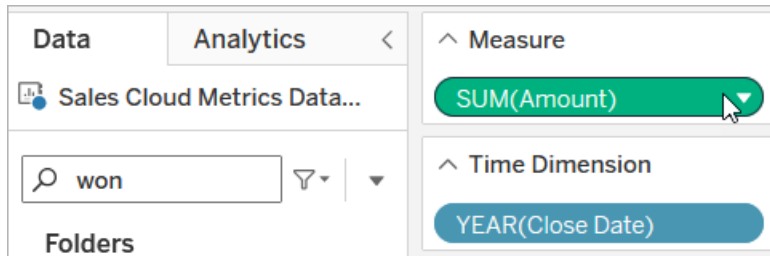 Data
Analytics
Sales Cloud Metrics Data...
won
Folders
Measure
SUM(Amount)
Time Dimension
YEAR(Close Date)